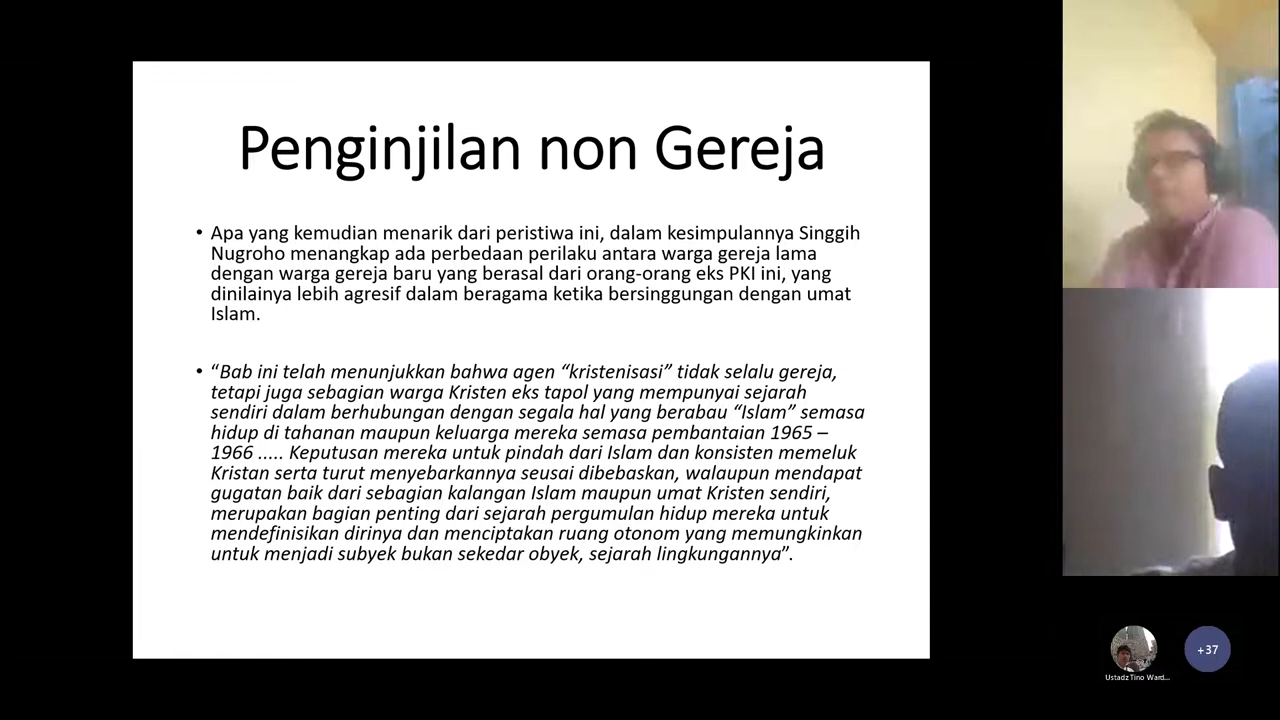 Penginjilan non Gereja
• Apa yang kemudian menarik dari peristiwa ini, dalam kesimpulannya Singgih
Nugroho menangkap ada perbedaan perilaku antara warga gereja lama
dengan warga gereja baru yang berasal dari orang-orang eks PKI ini, yang
dinilainya lebih agresif dalam beragama ketika bersinggungan dengan umat
Islam.
• “Bab ini telah menunjukkan bahwa agen “kristenisasi” tidak selalu gereja,
tetapi juga sebagian warga Kristen eks tapol yang mempunyai sejarah
sendiri dalam berhubungan dengan segala hal yang berabau “Islam” semasa
hidup di tahanan maupun keluarga mereka semasa pembantaian 1965 –
1966 ..... Keputusan mereka untuk pindah dari Islam dan konsisten memeluk
Kristan serta turut menyebarkannya seusai dibebaskan, walaupun mendapat
gugatan baik dari sebagian kalangan Islam maupun umat Kristen sendiri,
merupakan bagian penting dari sejarah pergumulan hidup mereka untuk
mendefinisikan dirinya dan menciptakan ruang otonom yang memungkinkan
untuk menjadi subyek bukan sekedar obyek, sejarah lingkungannya”.
+37
Ustadz Tino Ward...